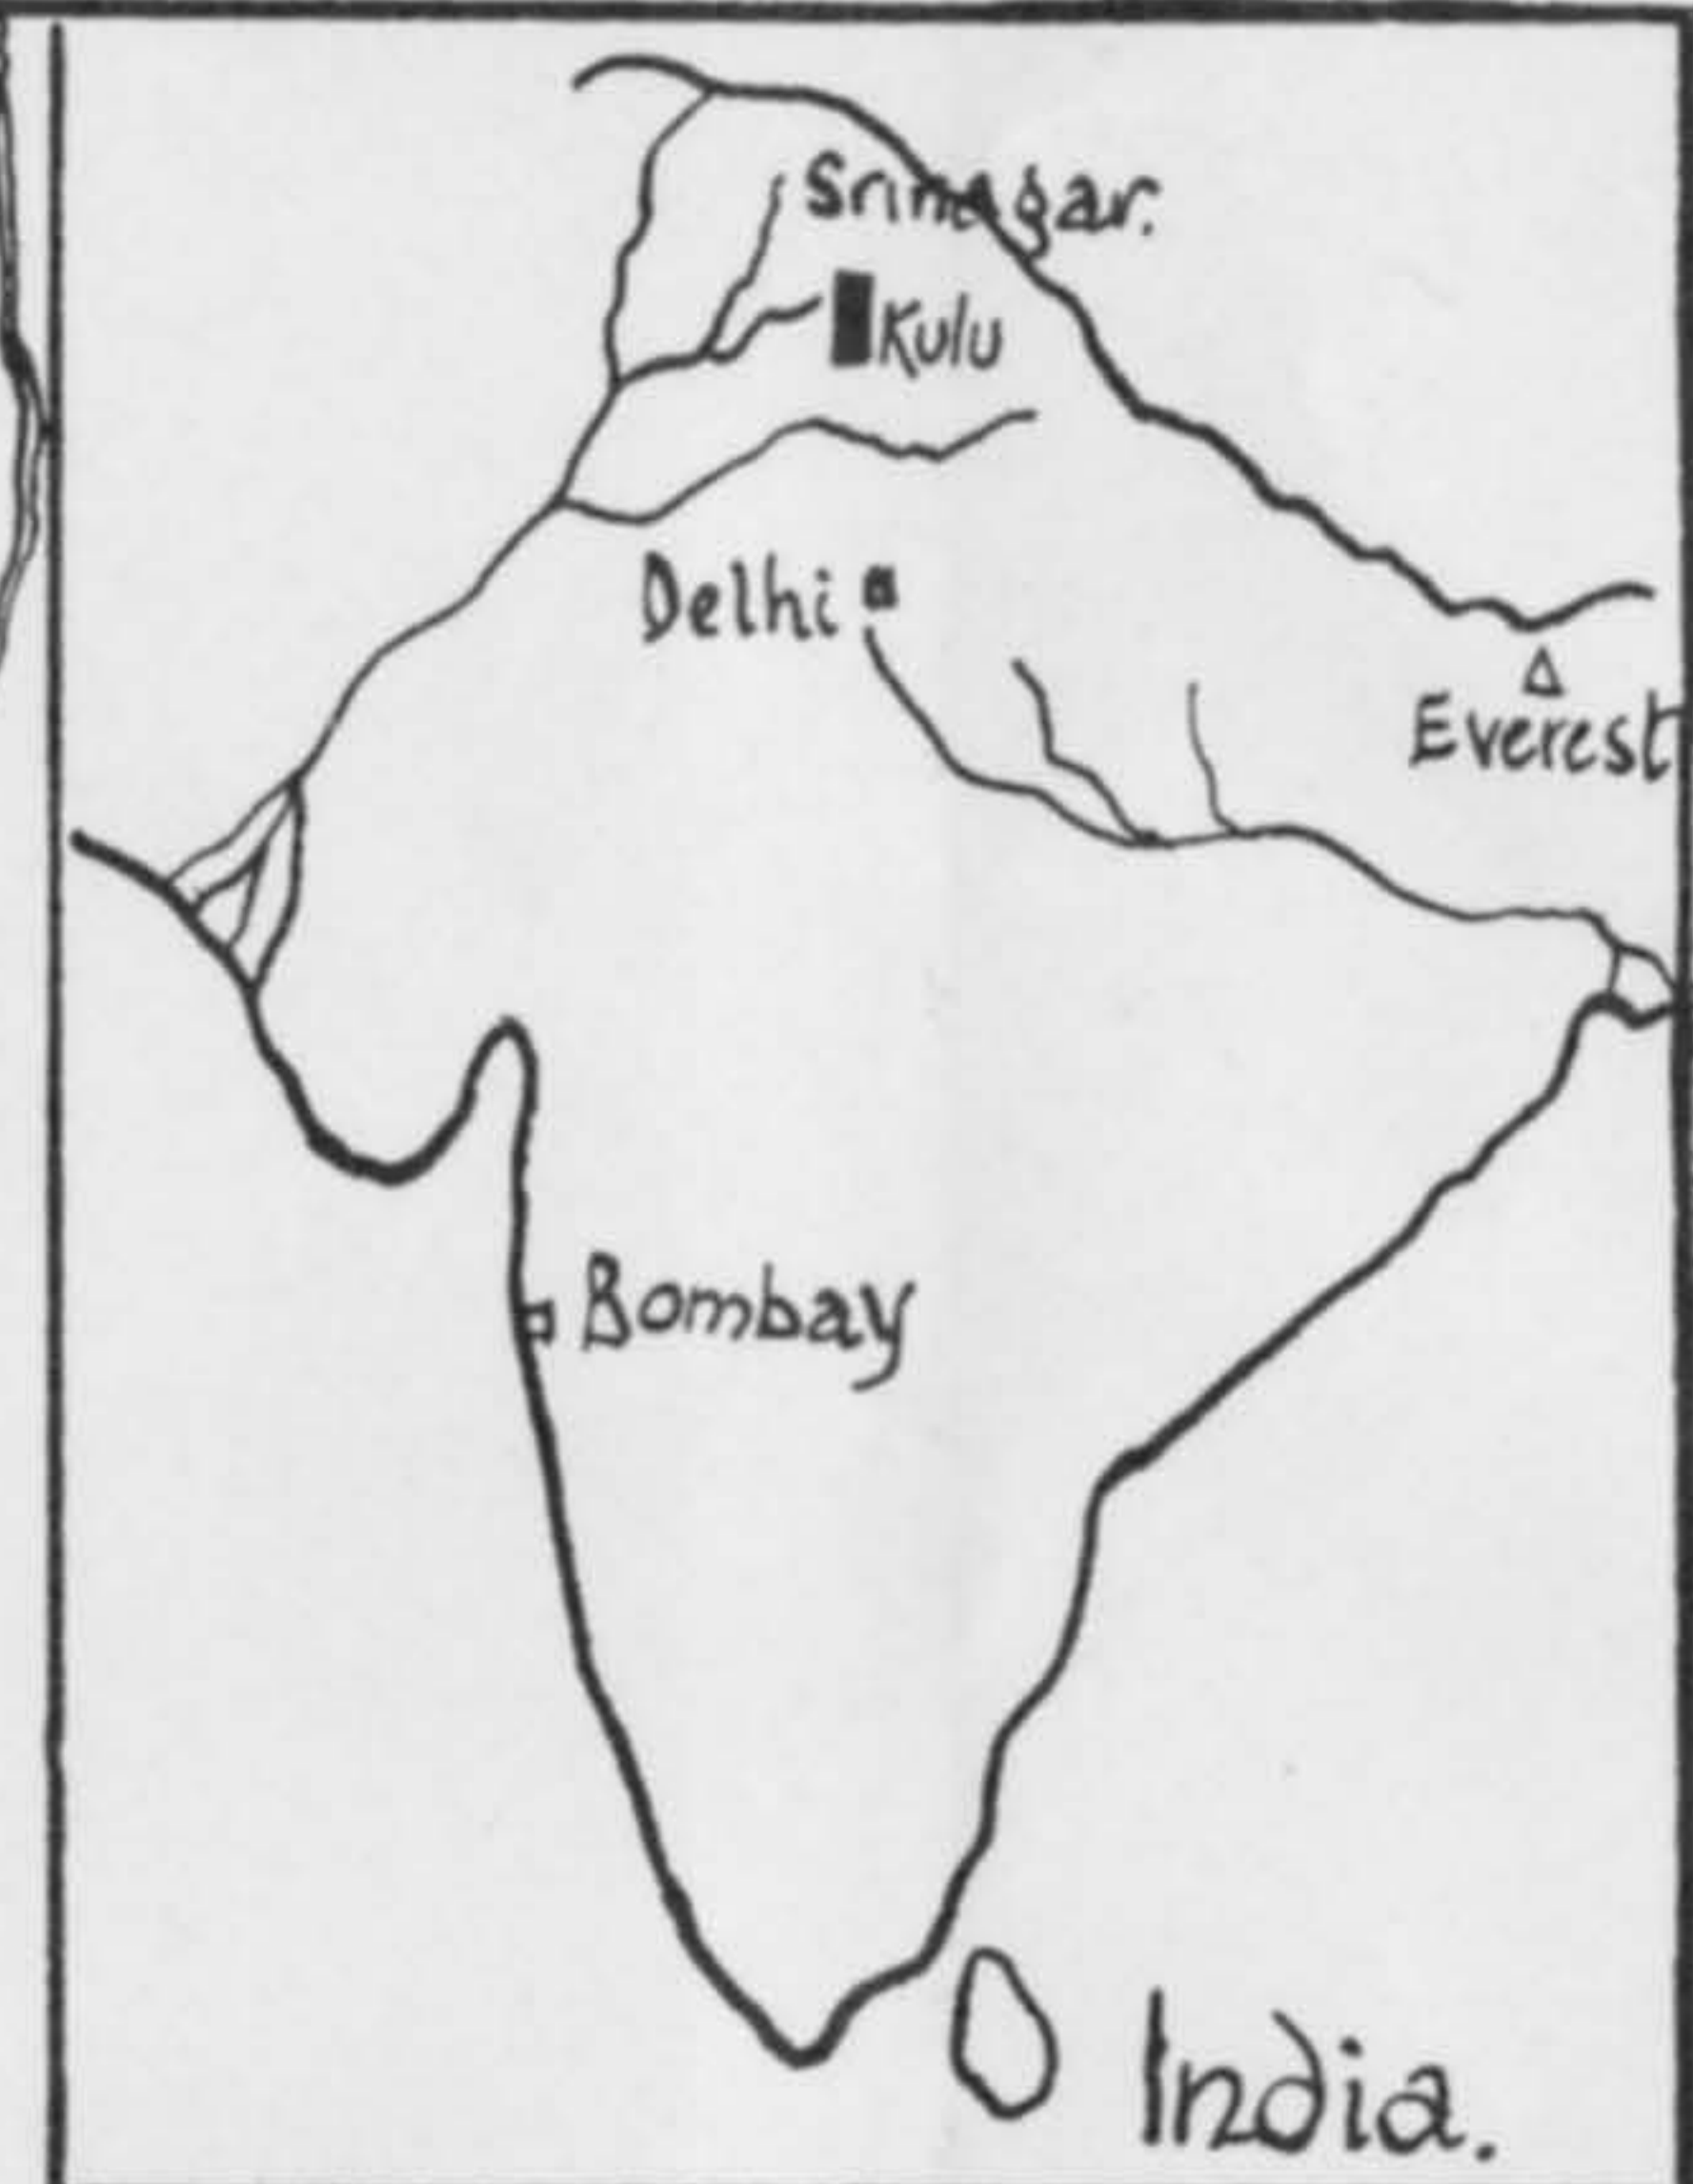 Srinagar.
Kulu
Delhi
Everest
Bombay
India.